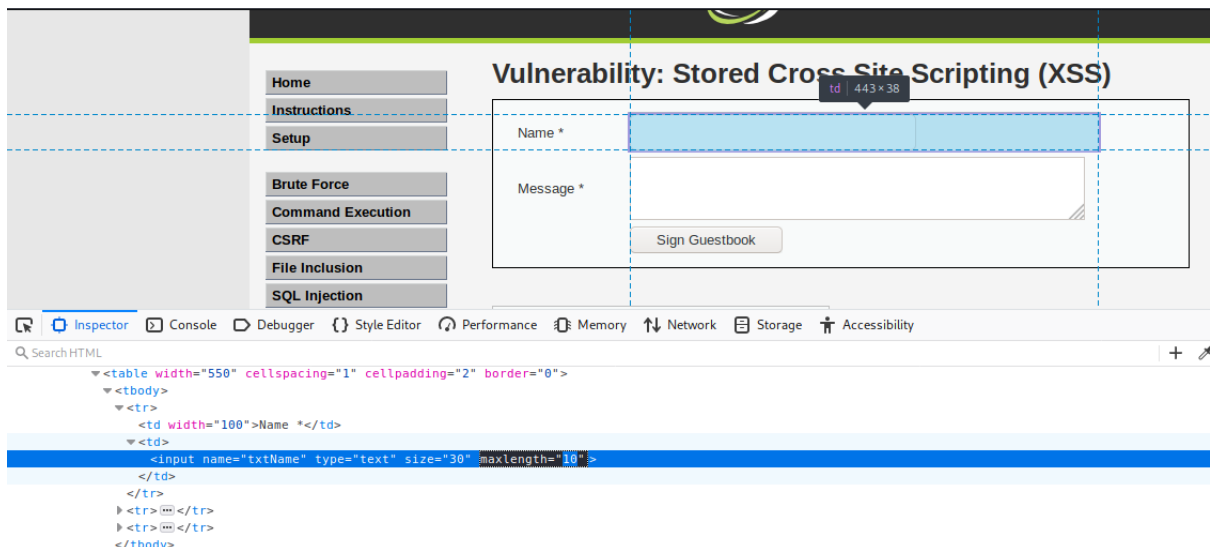 Vulnerability: Stored Cross Site Scripting (XSS)
td 443×38
Home
Instructions
Setup
Brute Force
Command Execution
CSRF
File Inclusion
SQL Injection
Name *
Message *
Sign Guestbook
Inspector Console Debugger {} Style Editor Performance Memory Network Storage Accessibility
Search HTML +
<table width="550" cellspacing="1" cellpadding="2" border="0">
<tbody>
<tr>
<td width="100">Name *</td>
<td>
<input name="txtName" type="text" size="30" maxlength="10">
</td>
</tr>
<tr>…</tr>
<tr>…</tr>
</tbody>